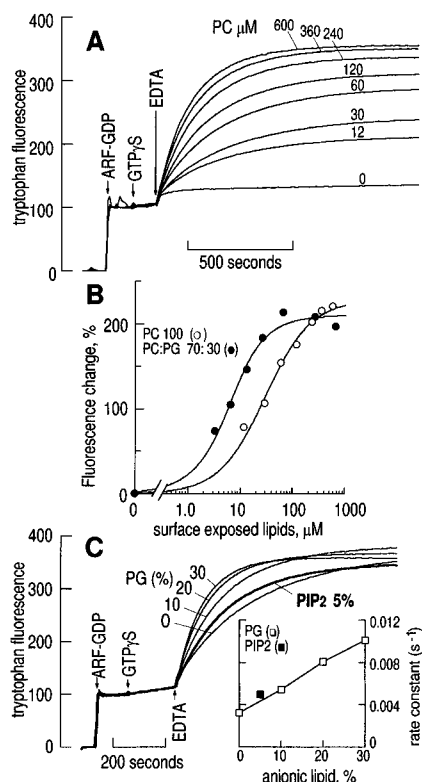 A
PC μM
600
360
240
120
60
30
12
0
tryptophan fluorescence
400
300
200
100
0
ARF-GDP
GTPγS
EDTA
500 seconds
B
Fluorescence change, %
200
100
0
PC 100 (○)
PC:PG 70: 30 (●)
0
1.0
10
100
1000
surface exposed lipids, μM
C
tryptophan fluorescence
400
300
200
100
0
PG (%)
30
20
10
0
PIP2 5%
ARF-GDP
GTPγS
EDTA
200 seconds
PG (□)
PIP2 (■)
0.012
0.008
0.004
0
rate constant (s⁻¹)
0
10
20
30
anionic lipid, %